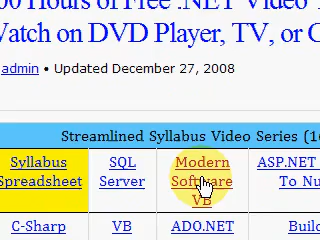 00 Hours of Free .NET Video T
Watch on DVD Player, TV, or C
admin • Updated December 27, 2008
Streamlined Syllabus Video Series (1
Syllabus Spreadsheet
SQL Server
Modern Software VB
ASP.NET To Nu
C-Sharp
VB
ADO.NET
Build